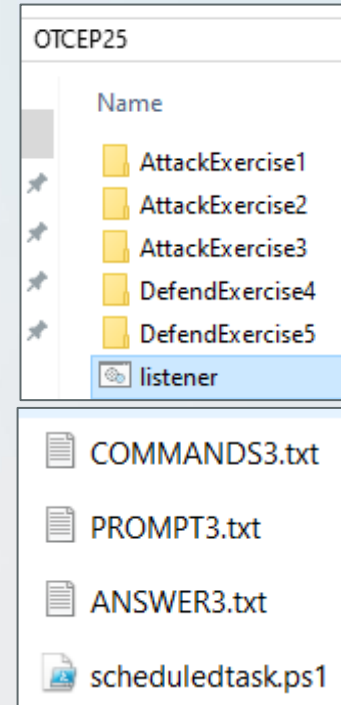 OTCEP25
Name
AttackExercise1
AttackExercise2
AttackExercise3
DefendExercise4
DefendExercise5
listener
COMMANDS3.txt
PROMPT3.txt
ANSWER3.txt
scheduledtask.ps1